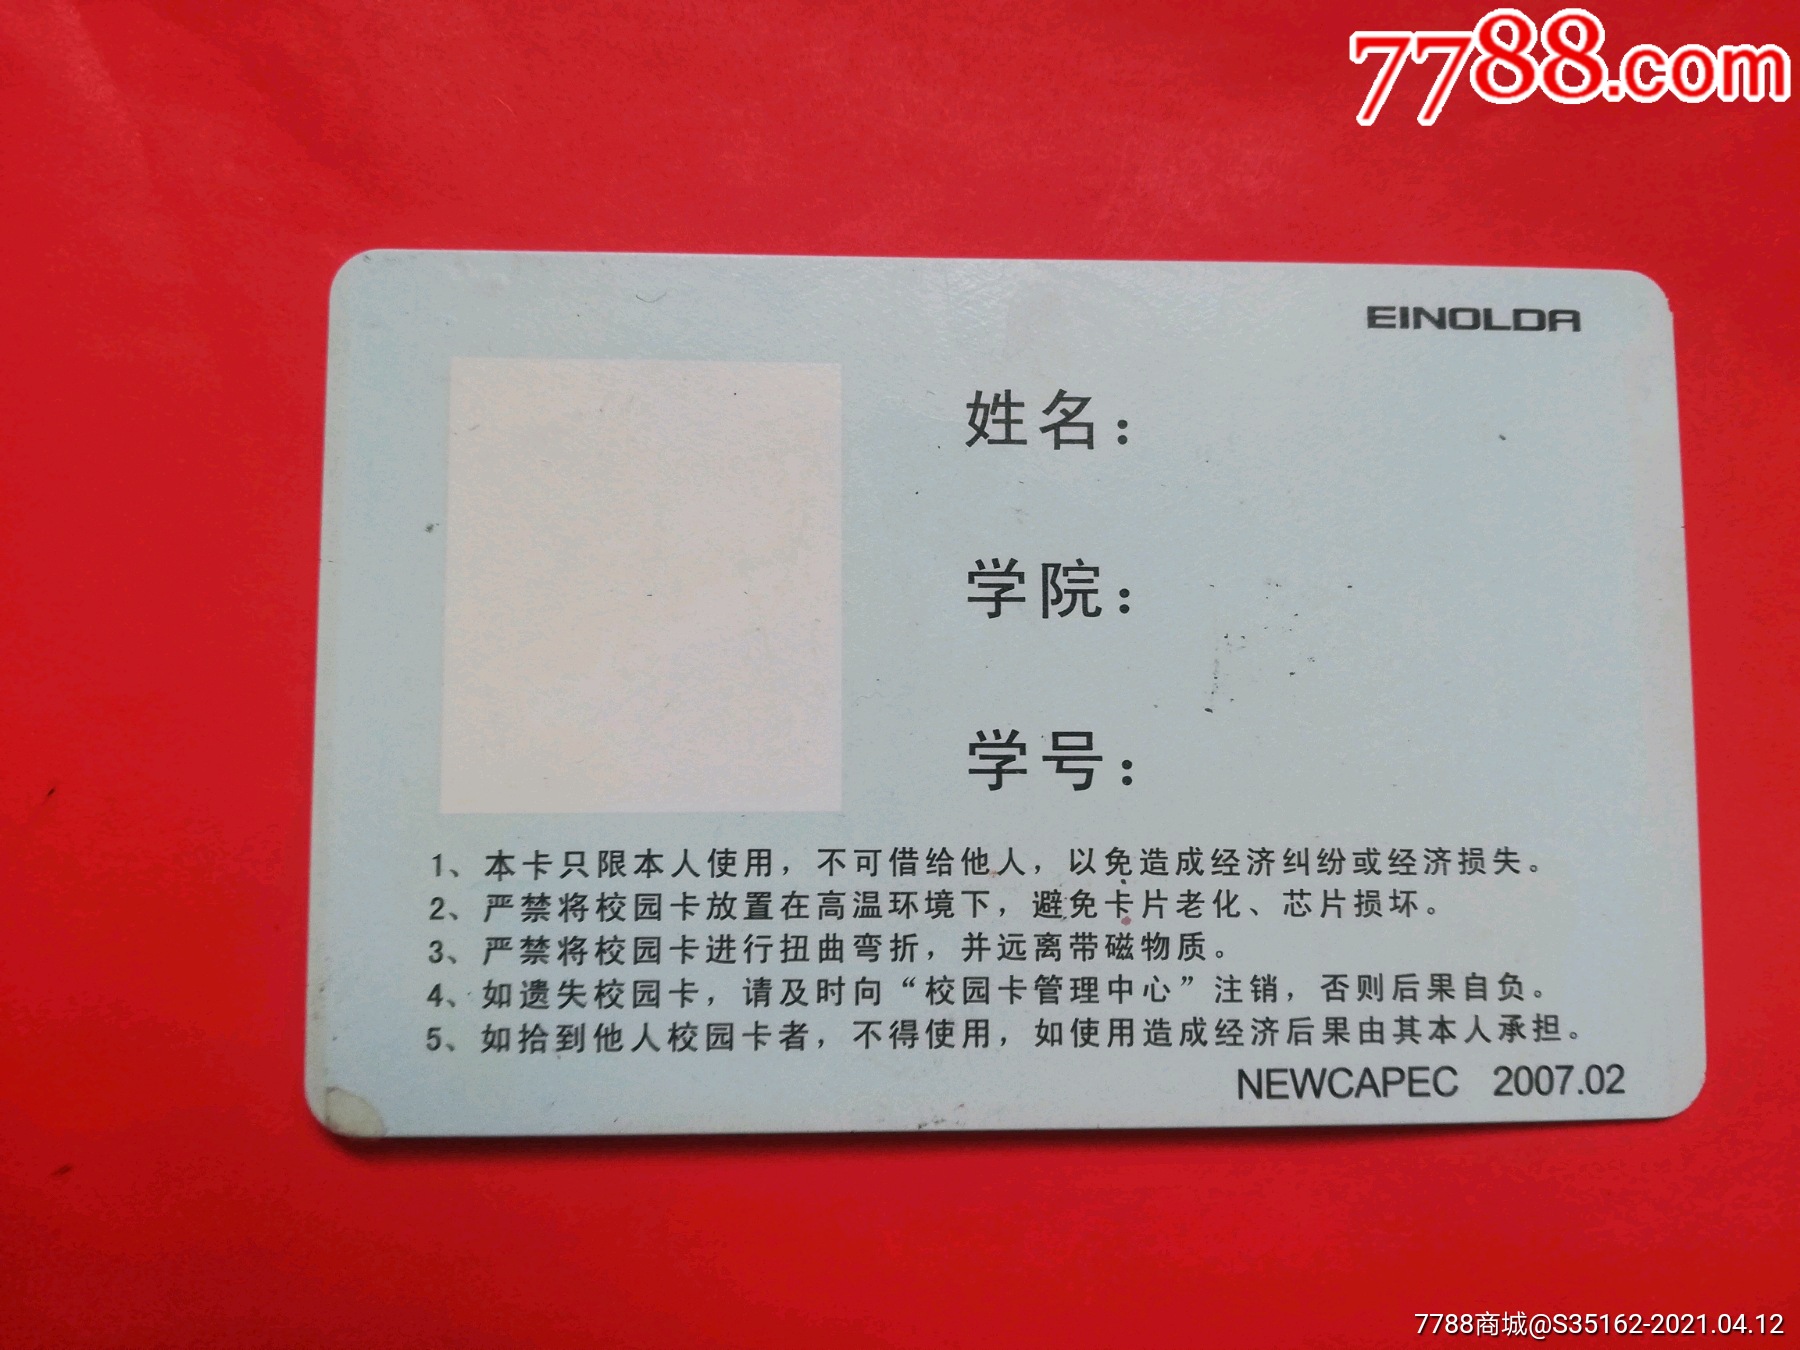 7788.com
EINOLDA
姓名：
学院：
学号：
1、本卡只限本人使用，不可借给他人，以免造成经济纠纷或经济损失。
2、严禁将校园卡放置在高温环境下，避免卡片老化、芯片损坏。
3、严禁将校园卡进行扭曲弯折，并远离带磁物质。
4、如遗失校园卡，请及时向“校园卡管理中心”注销，否则后果自负。
5、如拾到他人校园卡者，不得使用，如使用造成经济后果由其本人承担。
NEWCAPEC 2007.02
7788商城@S35162-2021.04.12